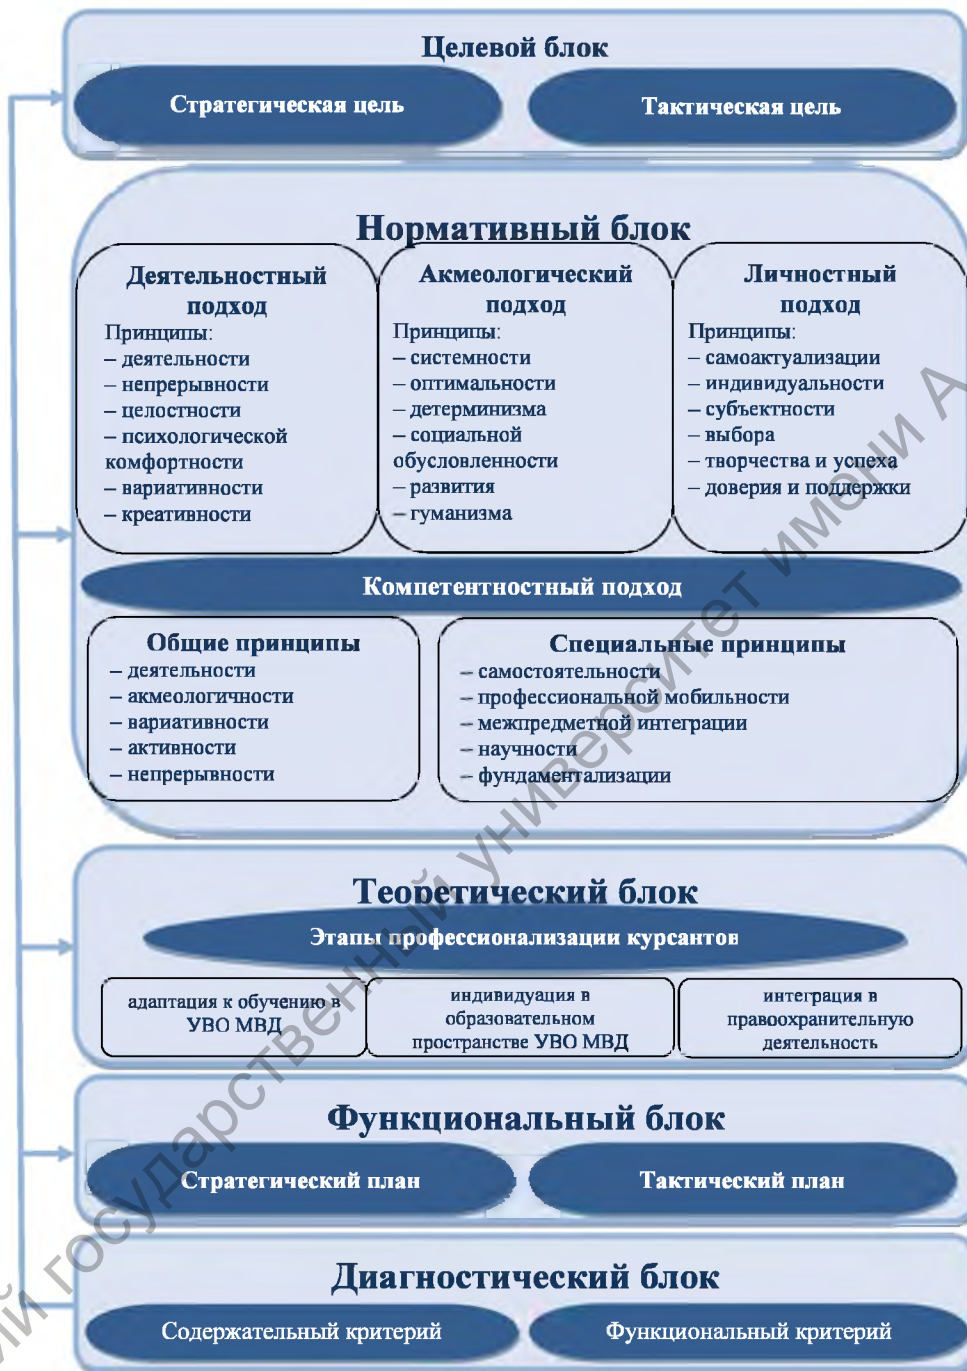 Целевой блок
Стратегическая цель
Тактическая цель
Нормативный блок
Деятельностный
подход
Принципы:
– деятельности
– непрерывности
– целостности
– психологической
комфортности
– вариативности
– креативности
Акмеологический
подход
Принципы:
– системности
– оптимальности
– детерминизма
– социальной
обусловленности
– развития
– гуманизма
Личностный
подход
Принципы:
– самоактуализации
– индивидуальности
– субъектности
– выбора
– творчества и успеха
– доверия и поддержки
Компетентностный подход
Общие принципы
– деятельности
– акмеологичности
– вариативности
– активности
– непрерывности
Специальные принципы
– самостоятельности
– профессиональной мобильности
– межпредметной интеграции
– научности
– фундаментализации
Теоретический блок
Этапы профессионализации курсантов
адаптация к обучению в
УВО МВД
индивидуация в
образовательном
пространстве УВО МВД
интеграция в
правоохранительную
деятельность
Функциональный блок
Стратегический план
Тактический план
Диагностический блок
Содержательный критерий
Функциональный критерий
ий государственный университет имени А